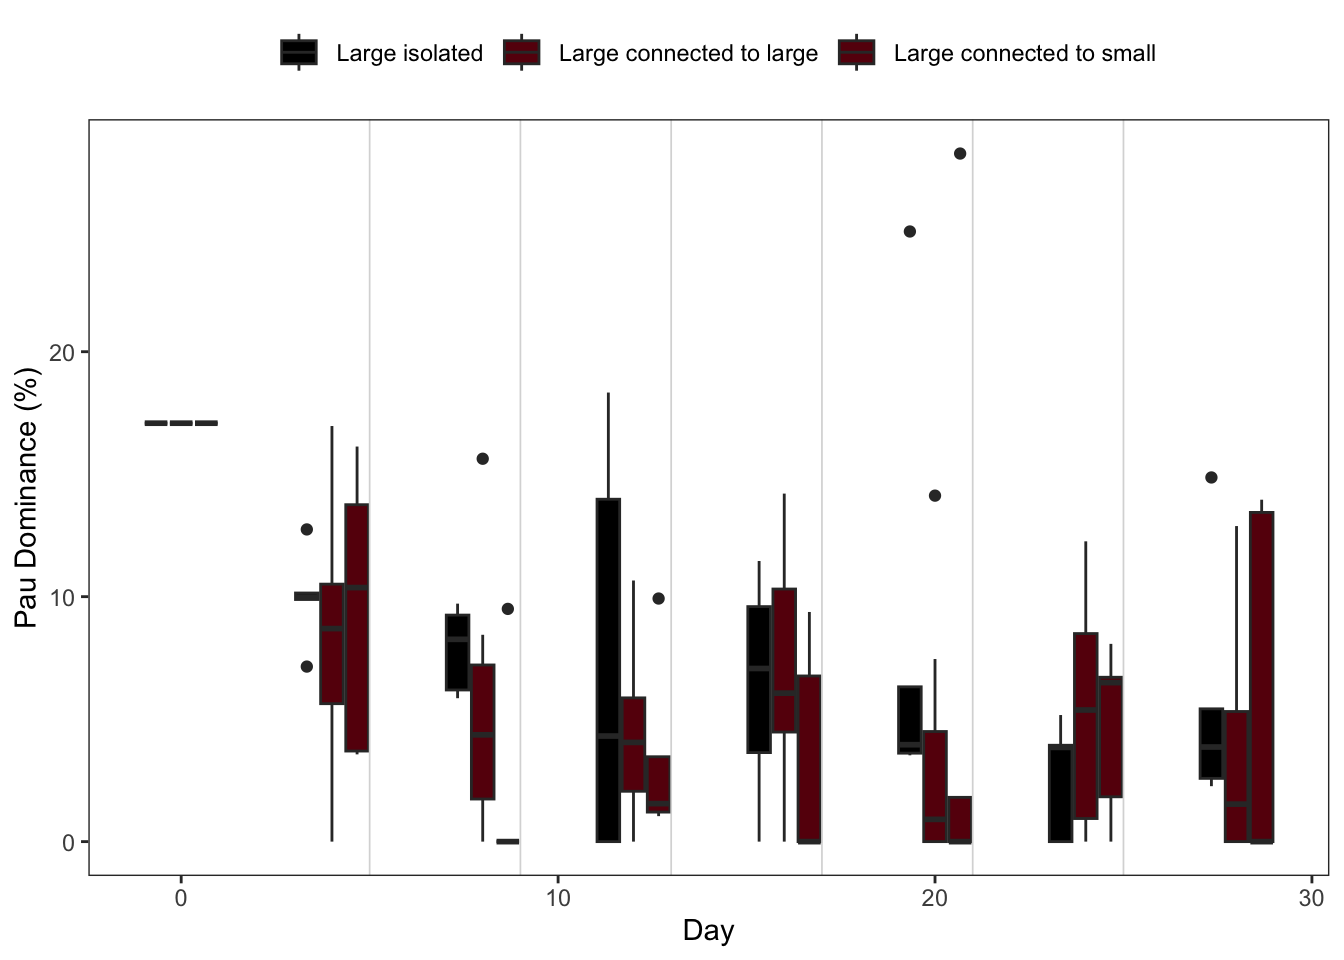 Large isolated Large connected to large Large connected to small
Pau Dominance (%)
20
10
0
0 10 20 30
Day